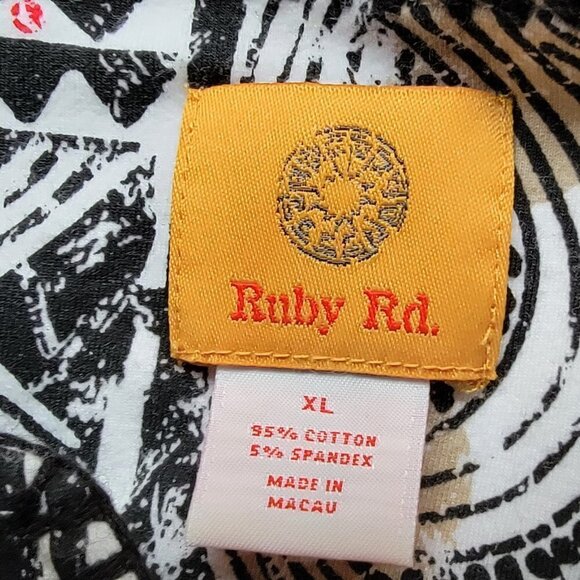 Ruby Rd.
XL
95% COTTON
5% SPANDEX
MADE IN
MACAU